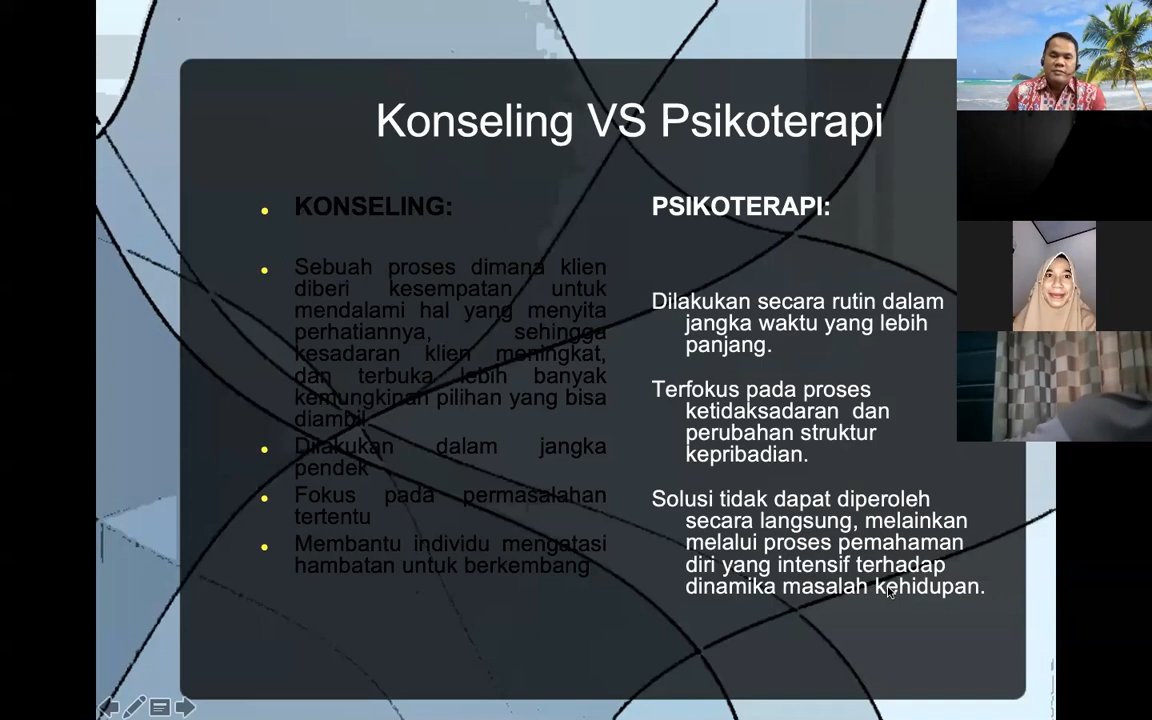 Konseling VS Psikoterapi
KONSELING:
Sebuah proses dimana klien
diberi kesempatan untuk
mendalami hal yang menyita
perhatiannya, sehingga
kesadaran klien meningkat,
dan terbuka lebih banyak
kemungkinan pilihan yang bisa
diambil
Dilakukan dalam jangka
pendek
Fokus pada permasalahan
tertentu
Membantu individu mengatasi
hambatan untuk berkembang
PSIKOTERAPI:
Dilakukan secara rutin dalam
jangka waktu yang lebih
panjang.
Terfokus pada proses
ketidaksadaran dan
perubahan struktur
kepribadian.
Solusi tidak dapat diperoleh
secara langsung, melainkan
melalui proses pemahaman
diri yang intensif terhadap
dinamika masalah kehidupan.